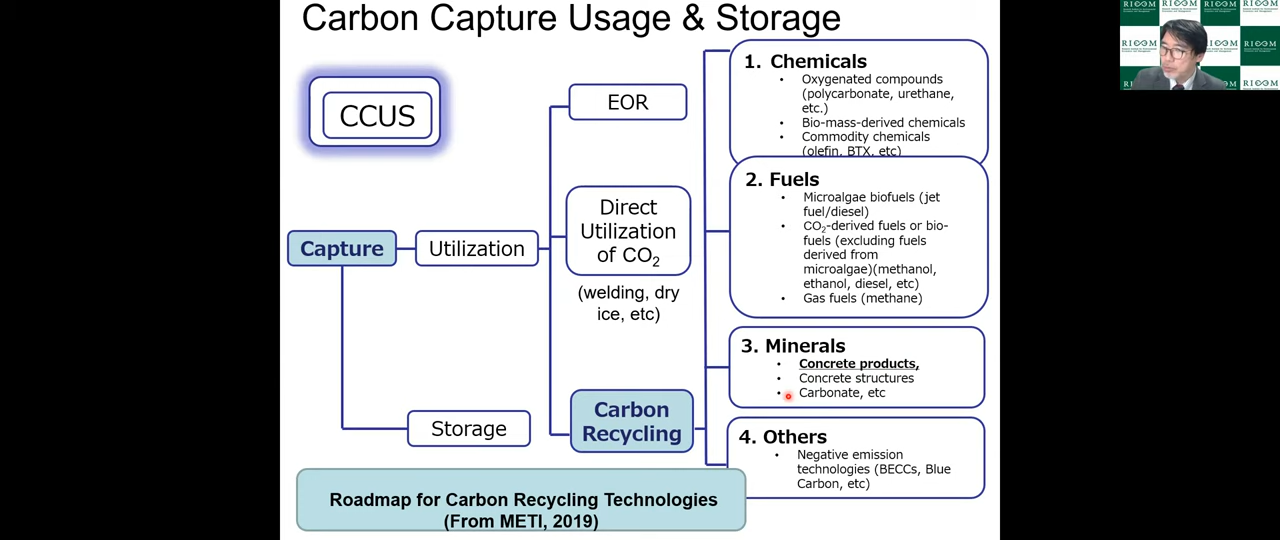 Carbon Capture Usage & Storage
CCUS
Capture
Utilization
Storage
EOR
Direct
Utilization
of CO₂
(welding, dry
ice, etc)
Carbon
Recycling
1. Chemicals
• Oxygenated compounds
(polycarbonate, urethane,
etc.)
• Bio-mass-derived chemicals
• Commodity chemicals
(olefin, BTX, etc)
2. Fuels
• Microalgae biofuels (jet
fuel/diesel)
• CO₂-derived fuels or bio-
fuels (excluding fuels
derived from
microalgae)(methanol,
ethanol, diesel, etc)
• Gas fuels (methane)
3. Minerals
• Concrete products,
• Concrete structures
• Carbonate, etc
4. Others
• Negative emission
technologies (BECCs, Blue
Carbon, etc)
Roadmap for Carbon Recycling Technologies
(From METI, 2019)